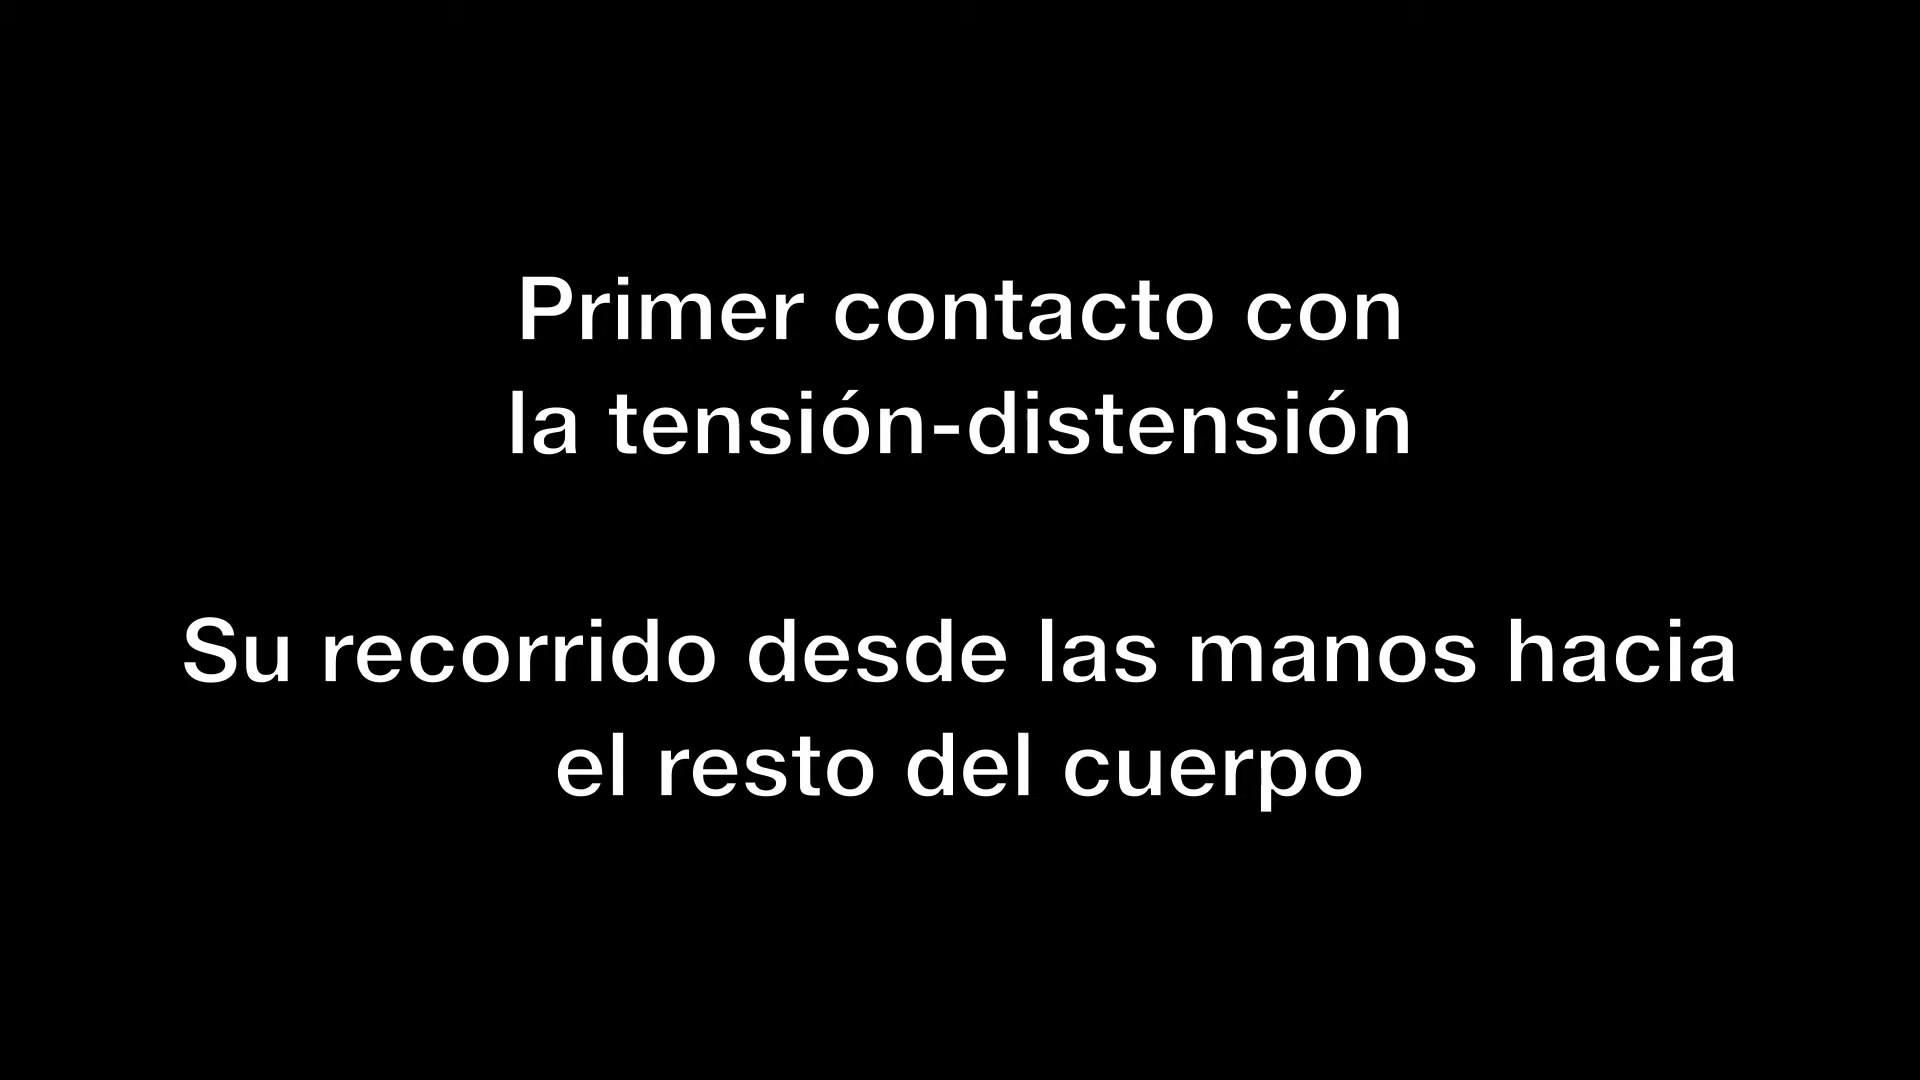 Primer contacto con
la tensión-distensión
Su recorrido desde las manos hacia
el resto del cuerpo